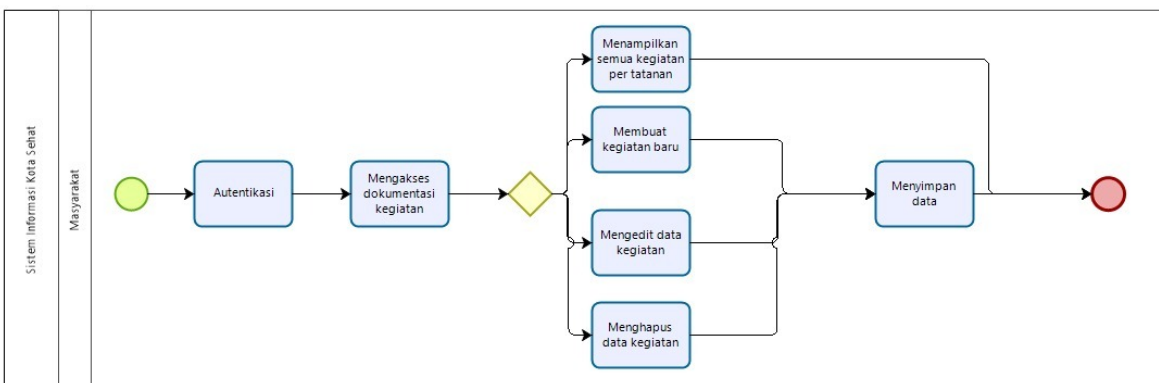 Sistem Informasi Kota Sehat
Masyarakat
Autentikasi
Mengakses
dokumentasi
kegiatan
Menampilkan
semua kegiatan
per tatanan
Membuat
kegiatan baru
Mengedit data
kegiatan
Menghapus
data kegiatan
Menyimpan
data